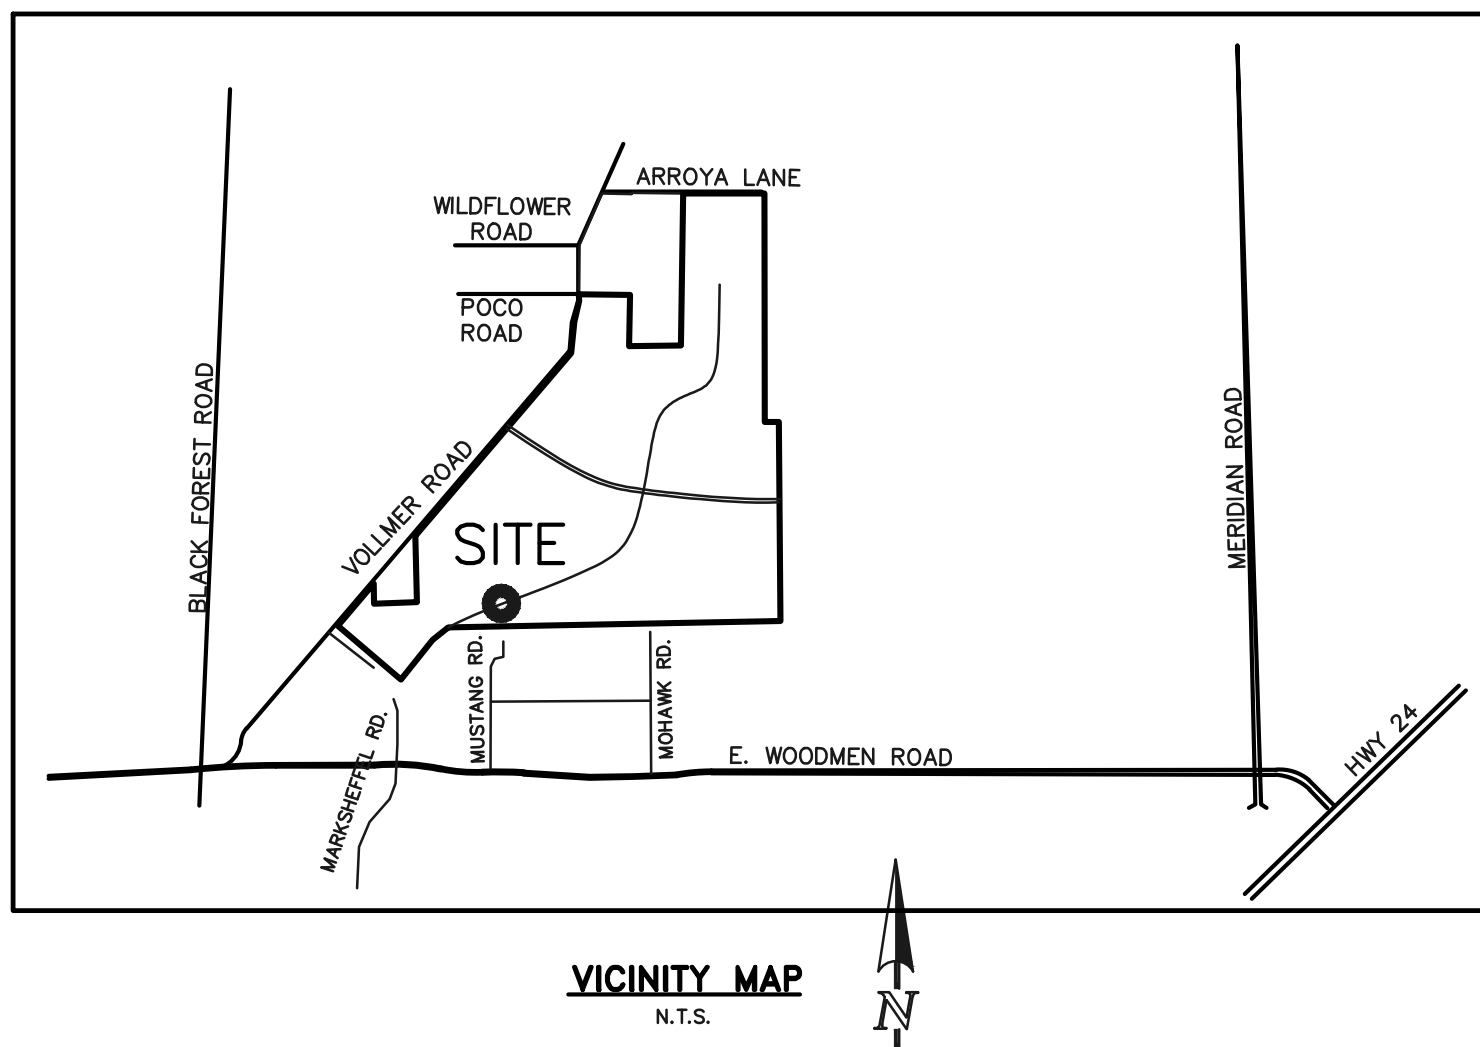 ARROYA LANE
WILDFLOWER
ROAD
POCO
ROAD
BLACK FOREST ROAD
VOLLMER ROAD
MERIDIAN ROAD
SITE
MUSTANG RD.
MOHAWK RD.
MARKSHEFFEL RD.
E. WOODMEN ROAD
HWY 24
VICINITY MAP
N.T.S.
N